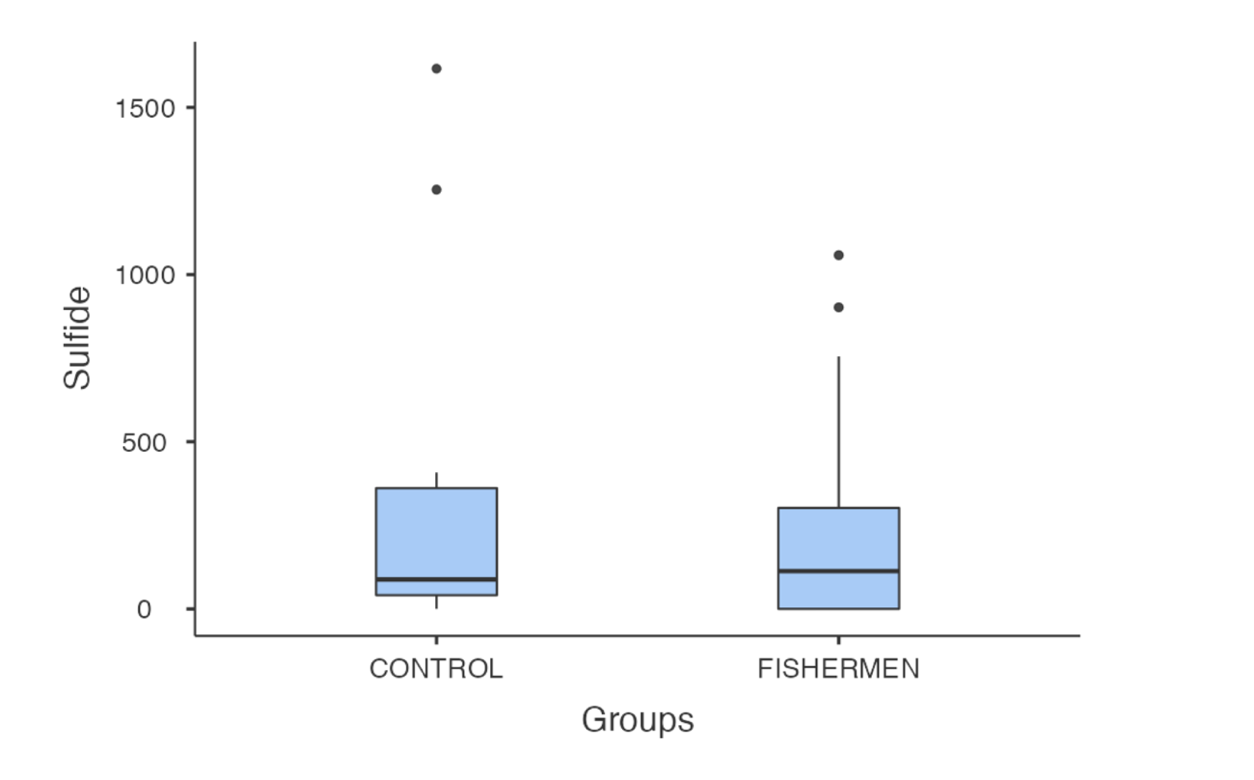 1500
1000
Sulfide
500
0
CONTROL FISHERMEN
Groups